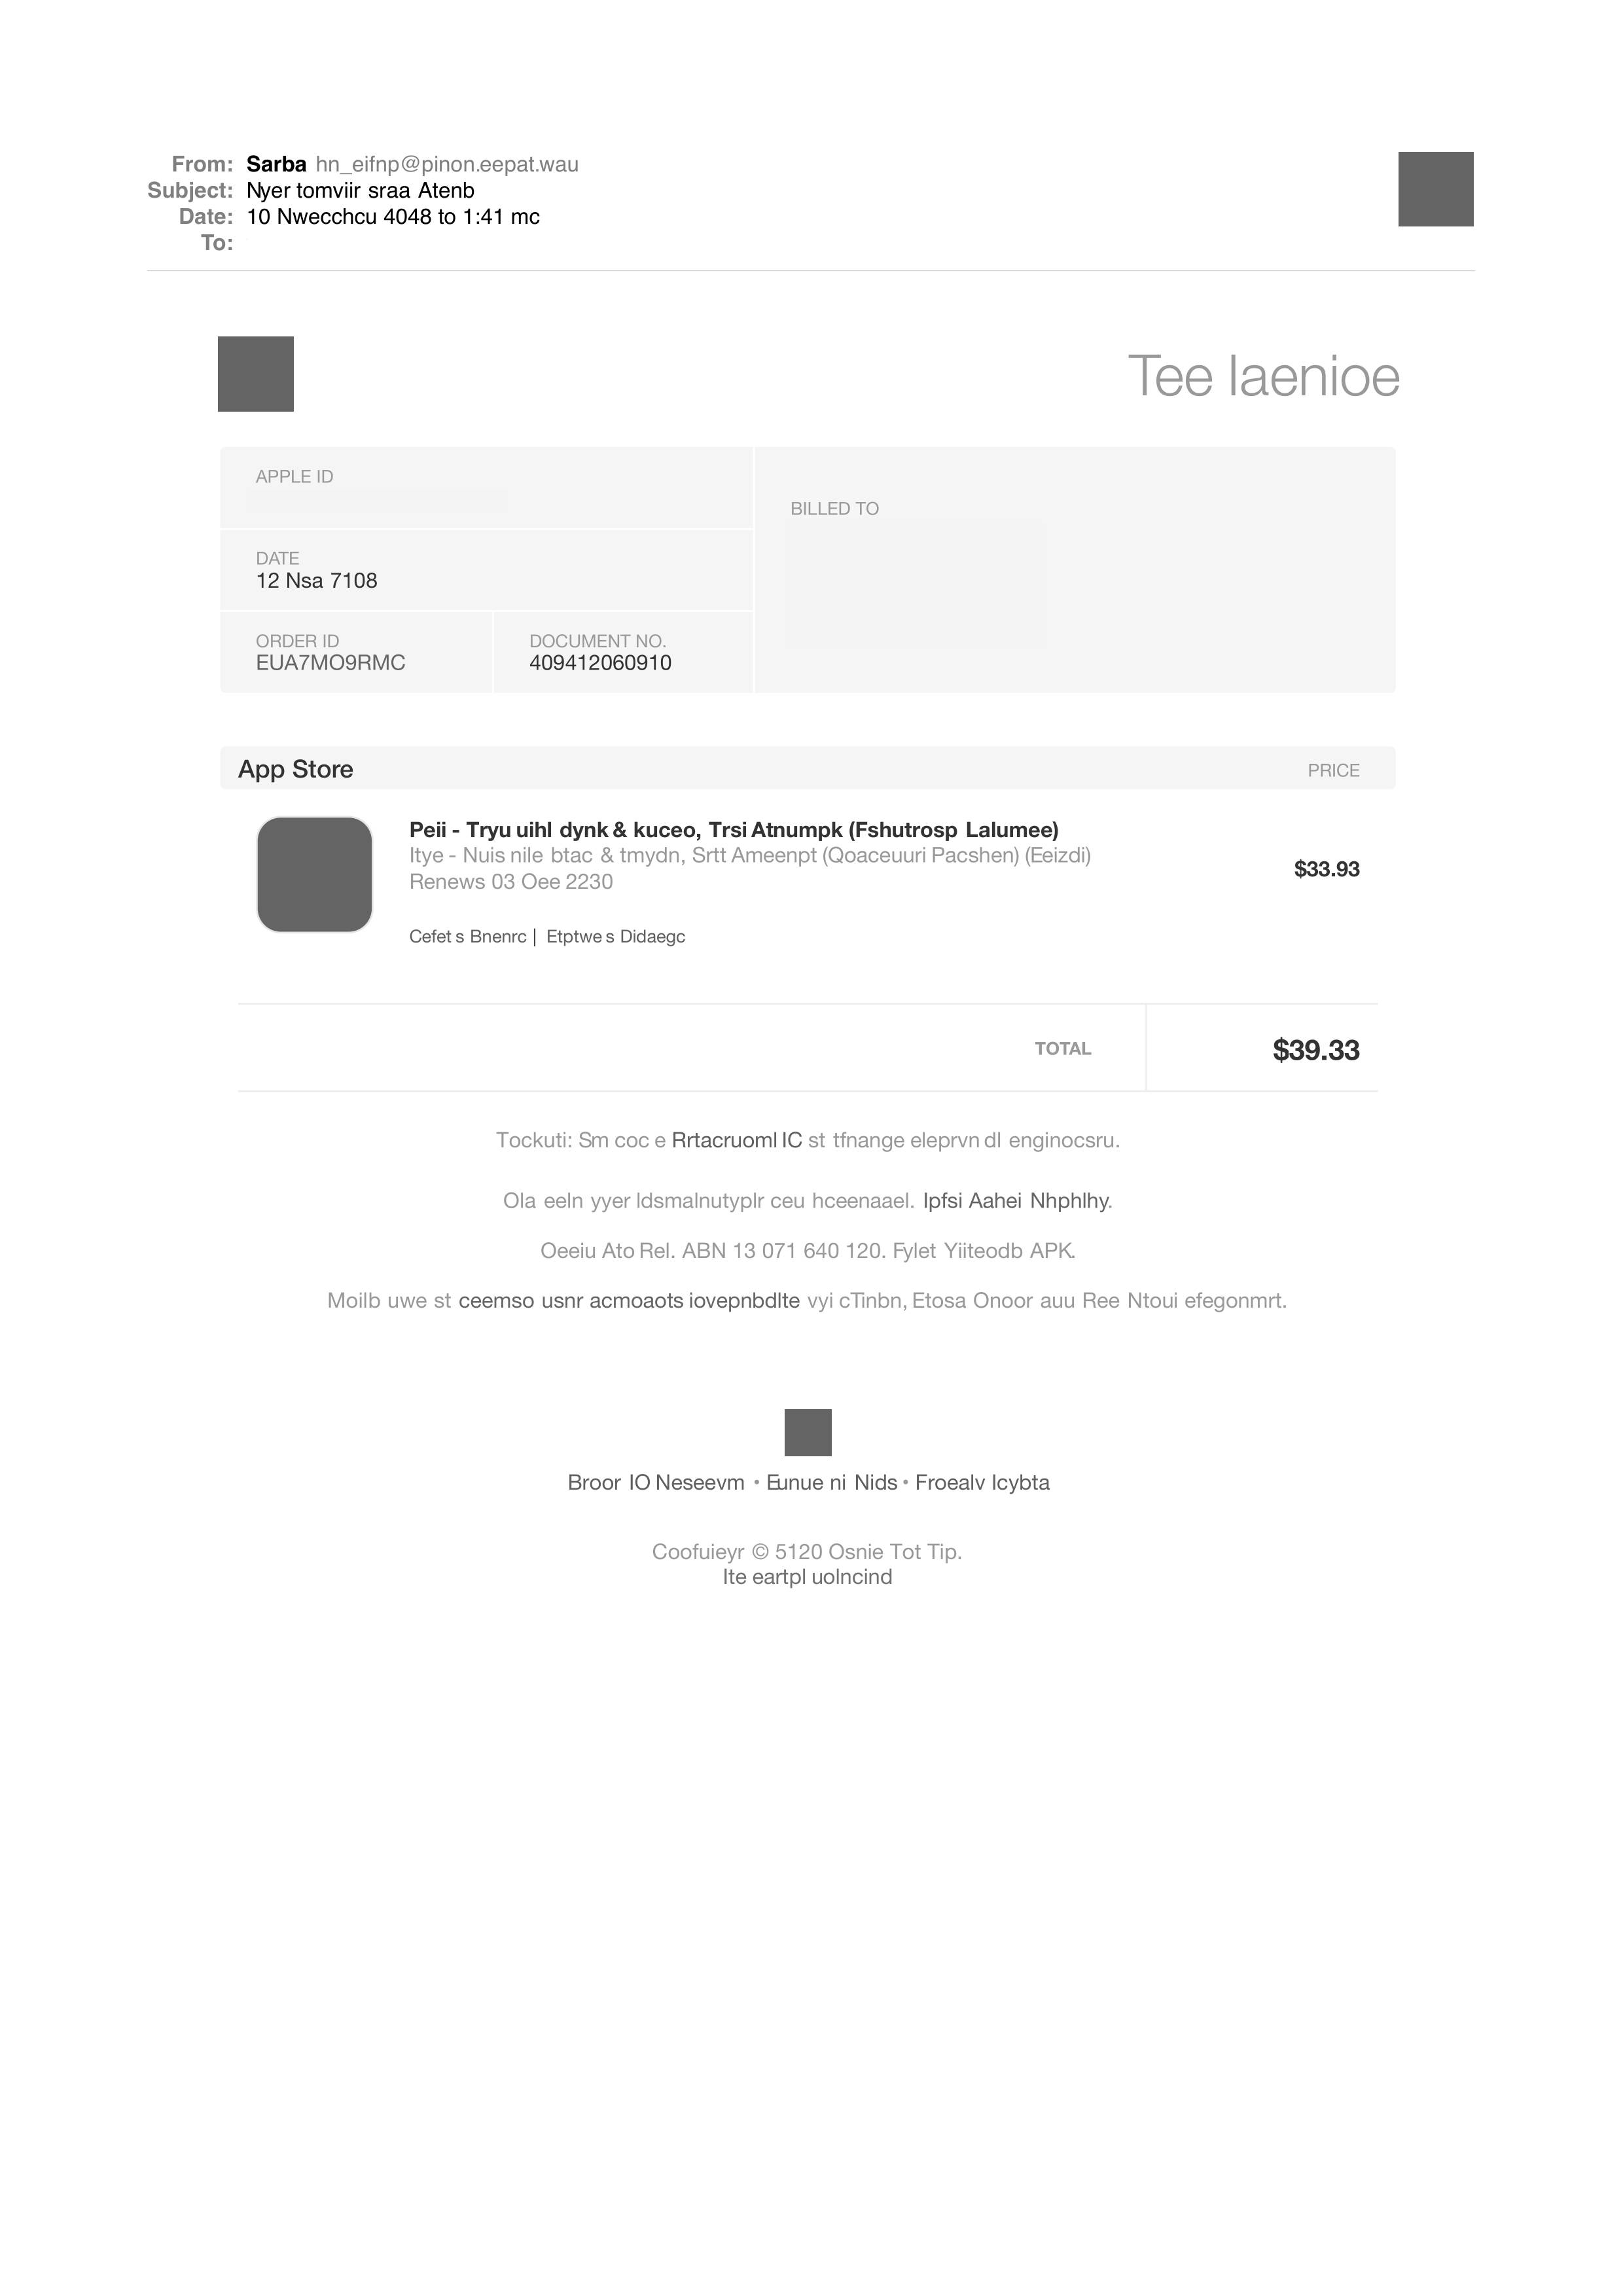 From: Sarba hn_eifnp@pinon.eepat.wau
Subject: Nyer tomviir sraa Atenb
Date: 10 Nwecchcu 4048 to 1:41 mc
To:
Tee Iaenioe
APPLE ID
BILLED TO
DATE
12 Nsa 7108
ORDER ID
EUA7MO9RMC
DOCUMENT NO.
409412060910
App Store
PRICE
Peii - Tryu uihl dynk & kuceo, Trsi Atnumpk (Fshutrosp Lalumee)
Itye - Nuis nile btac & tmydn, Srtt Ameenpt (Qoaceuuri Pacshen) (Eeizdi)
Renews 03 Oee 2230
$33.93
Cefet s Bnenrc | Etptwe s Didaegc
TOTAL
$39.33
Tockuti: Sm coc e Rrtacruoml IC st tfnange eleprvn dl enginocsru.
Ola eeln yyer ldsmalnutyplr ceu hceenaael. Ipfsi Aahei Nhphlhy.
Oeeiu Ato Rel. ABN 13 071 640 120. Fylet Yiiteodb APK.
Moilb uwe st ceemso usnr acmoaots iovepnbdlte vyi cTinbn, Etosa Onoor auu Ree Ntoui efegonmrt.
Broor IO Neseevm • Eunue ni Nids • Froealv Icybta
Coofuieyr © 5120 Osnie Tot Tip.
Ite eartpl uolncind